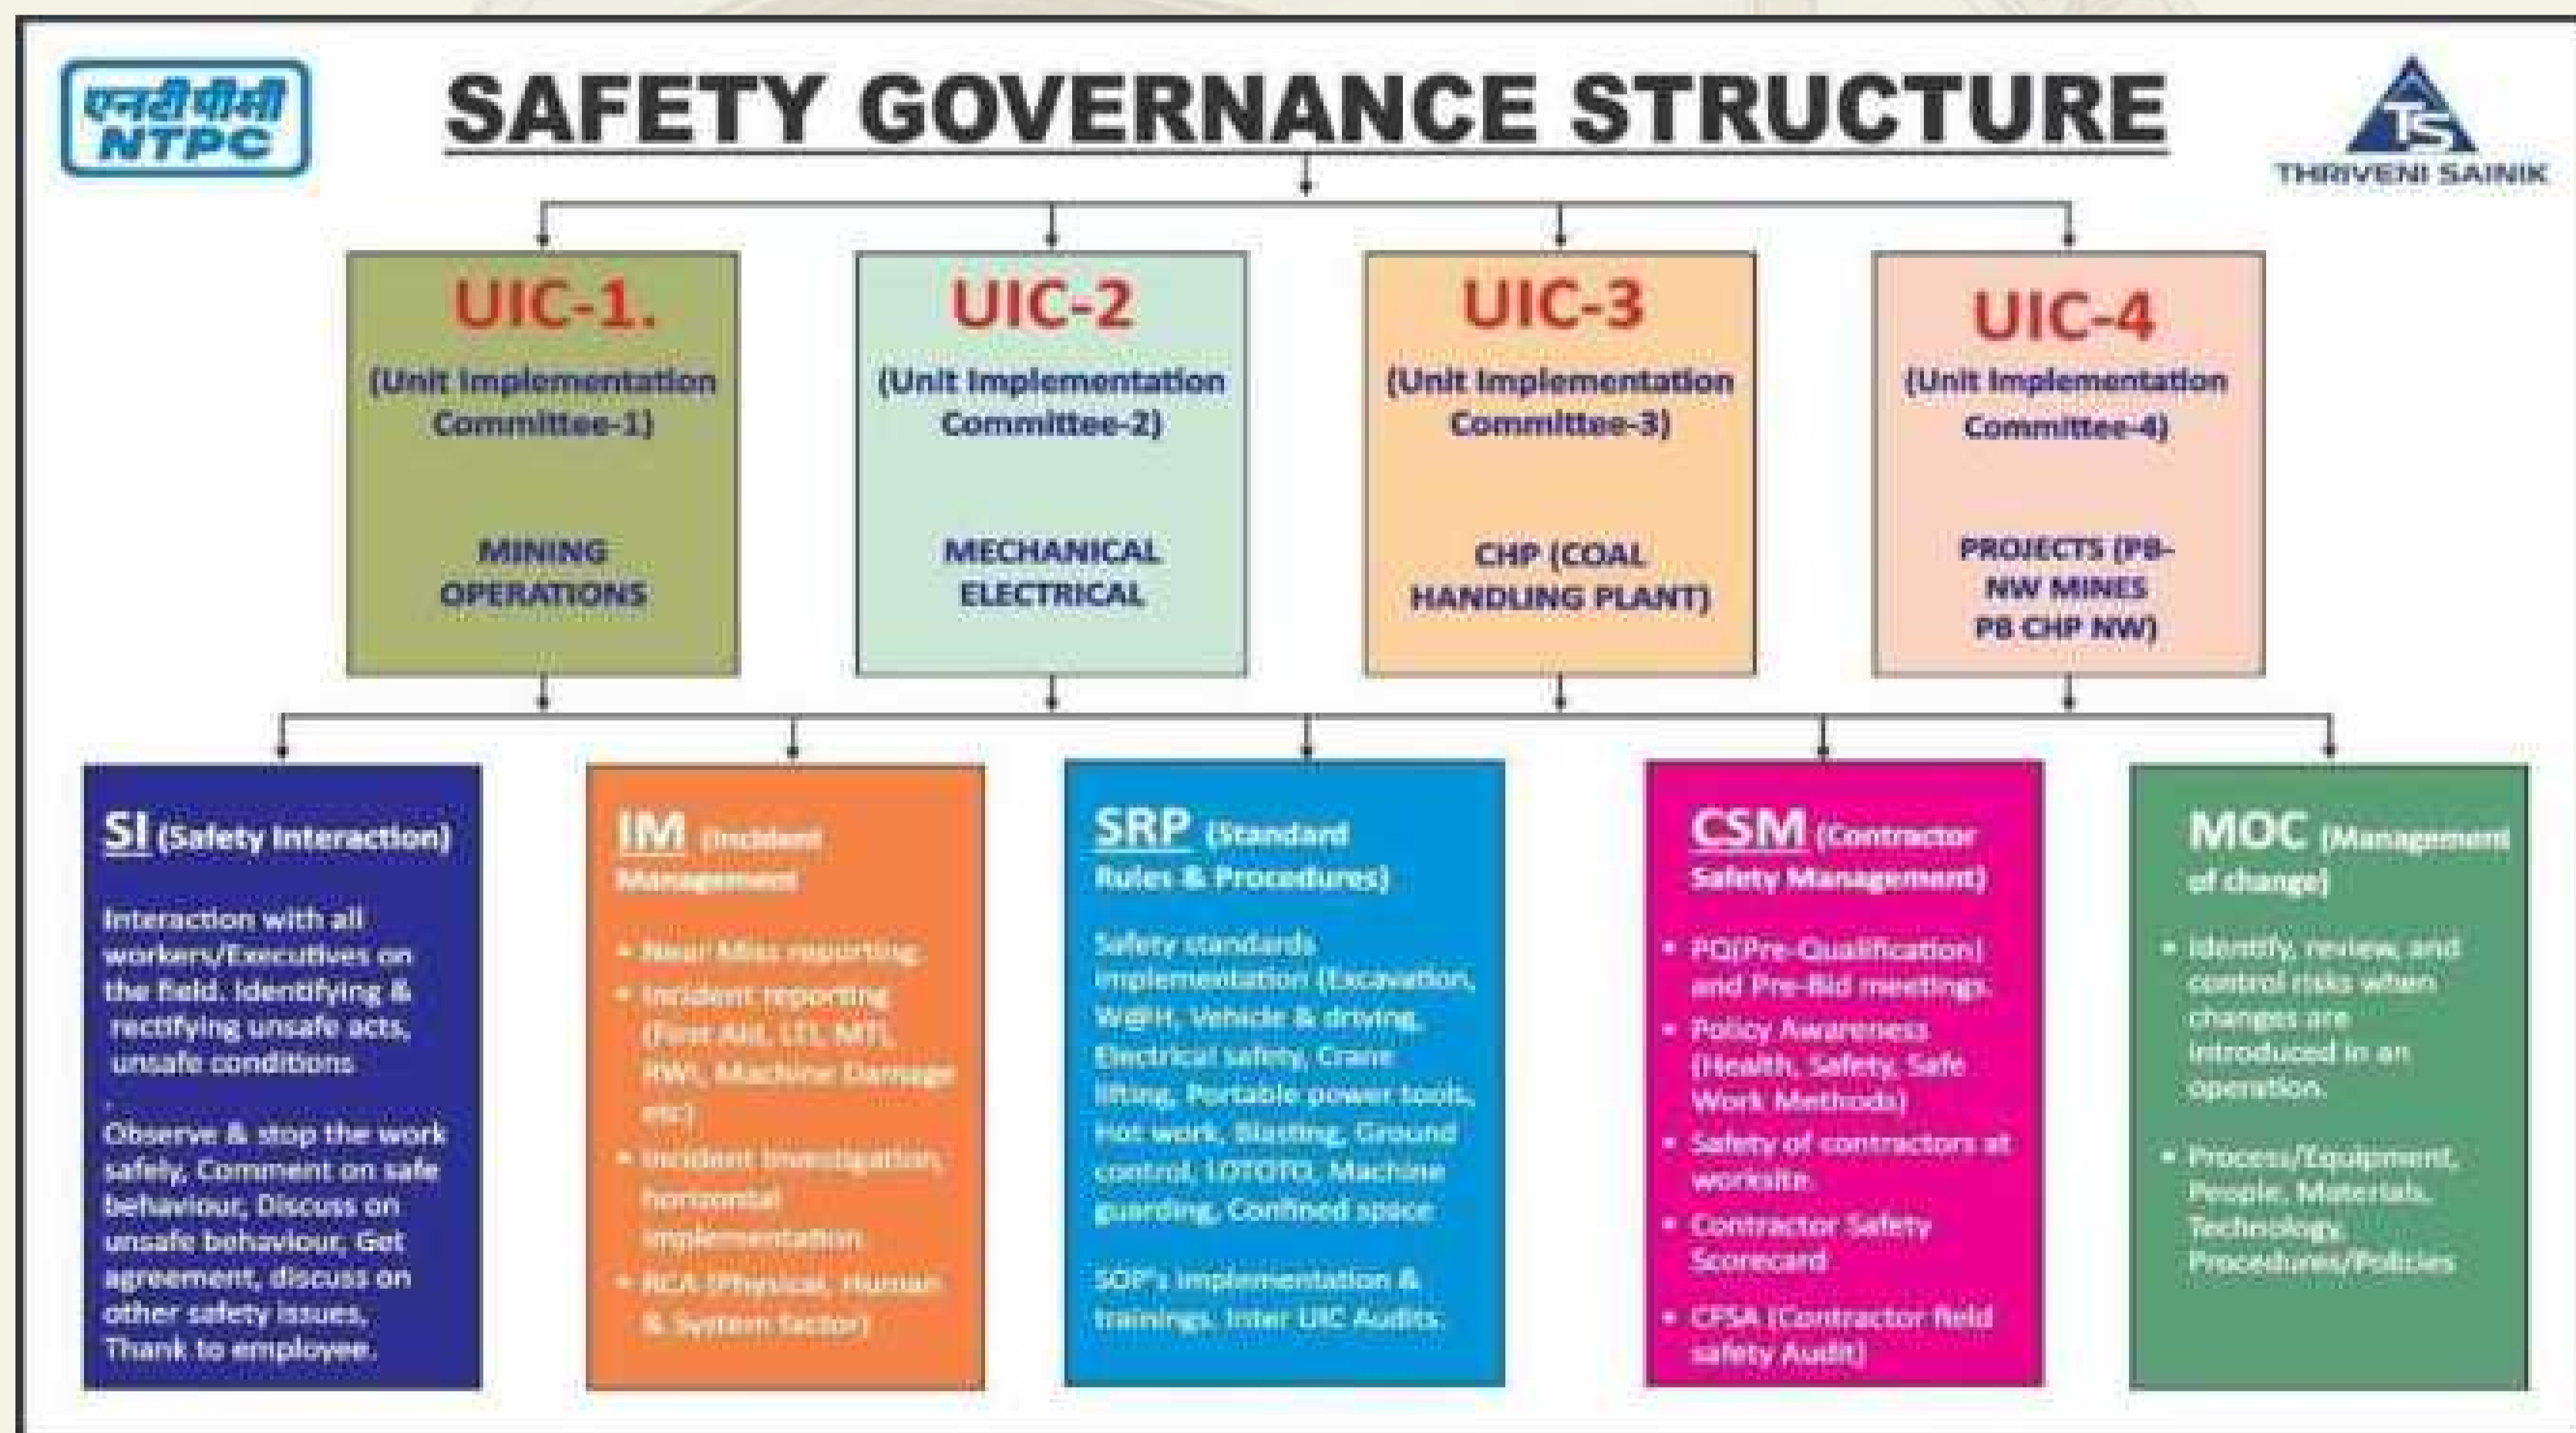 एनटीपीसी
NTPC
SAFETY GOVERNANCE STRUCTURE
TS
THRIVENI SAINIK
UIC-1.
(Unit Implementation
Committee-1)
MINING
OPERATIONS
UIC-2
(Unit Implementation
Committee-2)
MECHANICAL
ELECTRICAL
UIC-3
(Unit Implementation
Committee-3)
CHP (COAL
HANDLING PLANT)
UIC-4
(Unit Implementation
Committee-4)
PROJECTS (PB-
NW MINES
PB CHP NW)
SI (Safety Interaction)
Interaction with all
workers/Executives on
the field. Identifying &
rectifying unsafe acts,
unsafe conditions
.
Observe & stop the work
safely, Comment on safe
behaviour, Discuss on
unsafe behaviour, Get
agreement, discuss on
other safety issues,
Thank to employee.
IM (Incident
Management
• Near Miss reporting.
• Incident reporting
(First Aid, LTI, MTI,
RWI, Machine Damage
etc)
• Incident Investigation,
horizontal
implementation
• RCA (Physical, Human
& System factor)
SRP (Standard
Rules & Procedures)
Safety standards
implementation (Excavation,
W@H, Vehicle & driving,
Electrical safety, Crane
lifting, Portable power tools,
Hot work, Blasting, Ground
control, LOTOTO, Machine
guarding, Confined space
SOP's implementation &
trainings. Inter UIC Audits.
CSM (Contractor
Safety Management)
• PQ(Pre-Qualification)
and Pre-Bid meetings.
• Policy Awareness
(Health, Safety, Safe
Work Methods)
• Safety of contractors at
worksite.
• Contractor Safety
Scorecard
• CFSA (Contractor field
safety Audit)
MOC (Management
of change)
• Identify, review, and
control risks when
changes are
introduced in an
operation.
• Process/Equipment,
People, Materials,
Technology,
Procedures/Policies